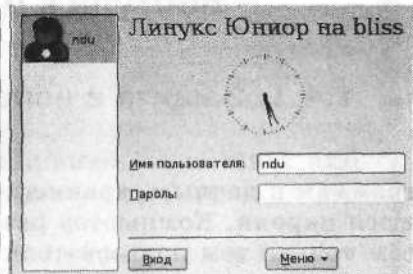 ndu
Линукс Юниор на bliss
Имя пользователя:
ndu
Пароль:
Вход
Меню